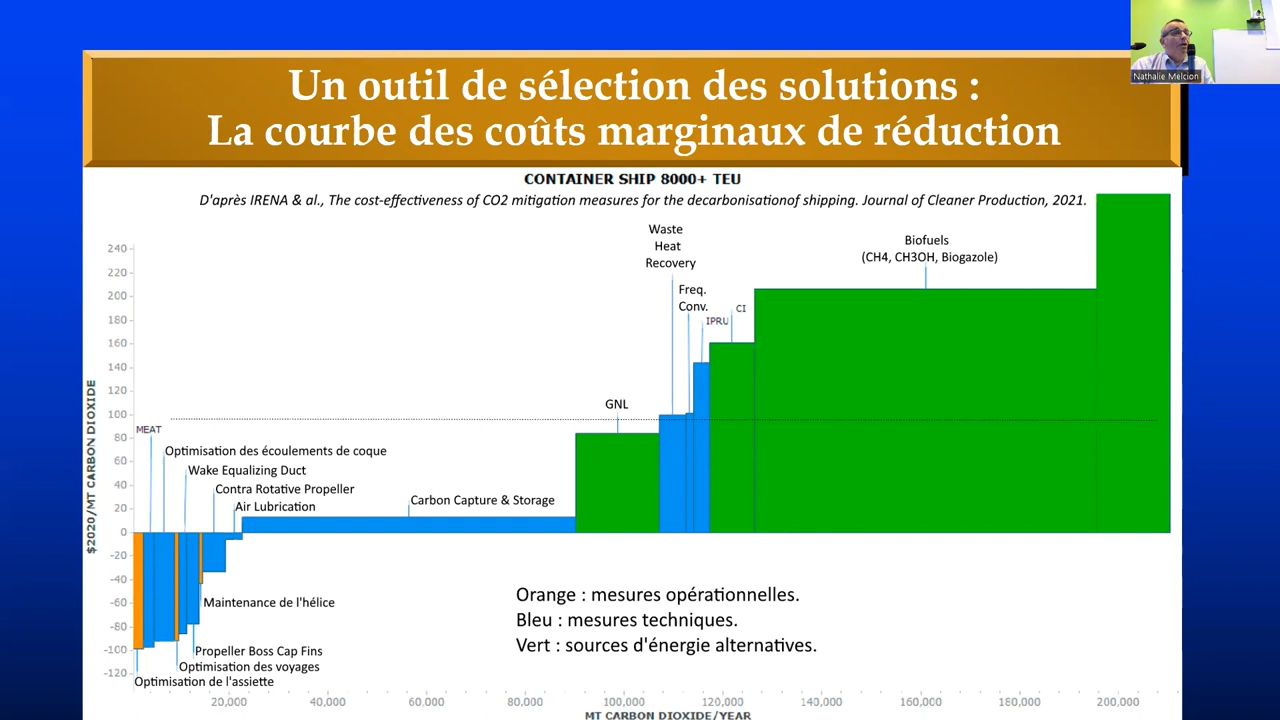 Nathalie Melcion
Un outil de sélection des solutions :
La courbe des coûts marginaux de réduction
CONTAINER SHIP 8000+ TEU
D'après IRENA & al., The cost-effectiveness of CO2 mitigation measures for the decarbonisationof shipping. Journal of Cleaner Production, 2021.
Waste
Heat
Recovery
Biofuels
(CH4, CH3OH, Biogazole)
Freq.
Conv.
CI
IPRU
GNL
MEAT
Optimisation des écoulements de coque
Wake Equalizing Duct
Contra Rotative Propeller
Air Lubrication
Carbon Capture & Storage
240
220
200
180
160
140
120
100
80
60
40
20
0
-20
-40
-60
-80
-100
-120
$2020/MT CARBON DIOXIDE
Maintenance de l'hélice
Propeller Boss Cap Fins
Optimisation des voyages
Optimisation de l'assiette
Orange : mesures opérationnelles.
Bleu : mesures techniques.
Vert : sources d'énergie alternatives.
20,000 40,000 60,000 80,000 100,000 120,000 140,000 160,000 180,000 200,000
MT CARBON DIOXIDE/YEAR